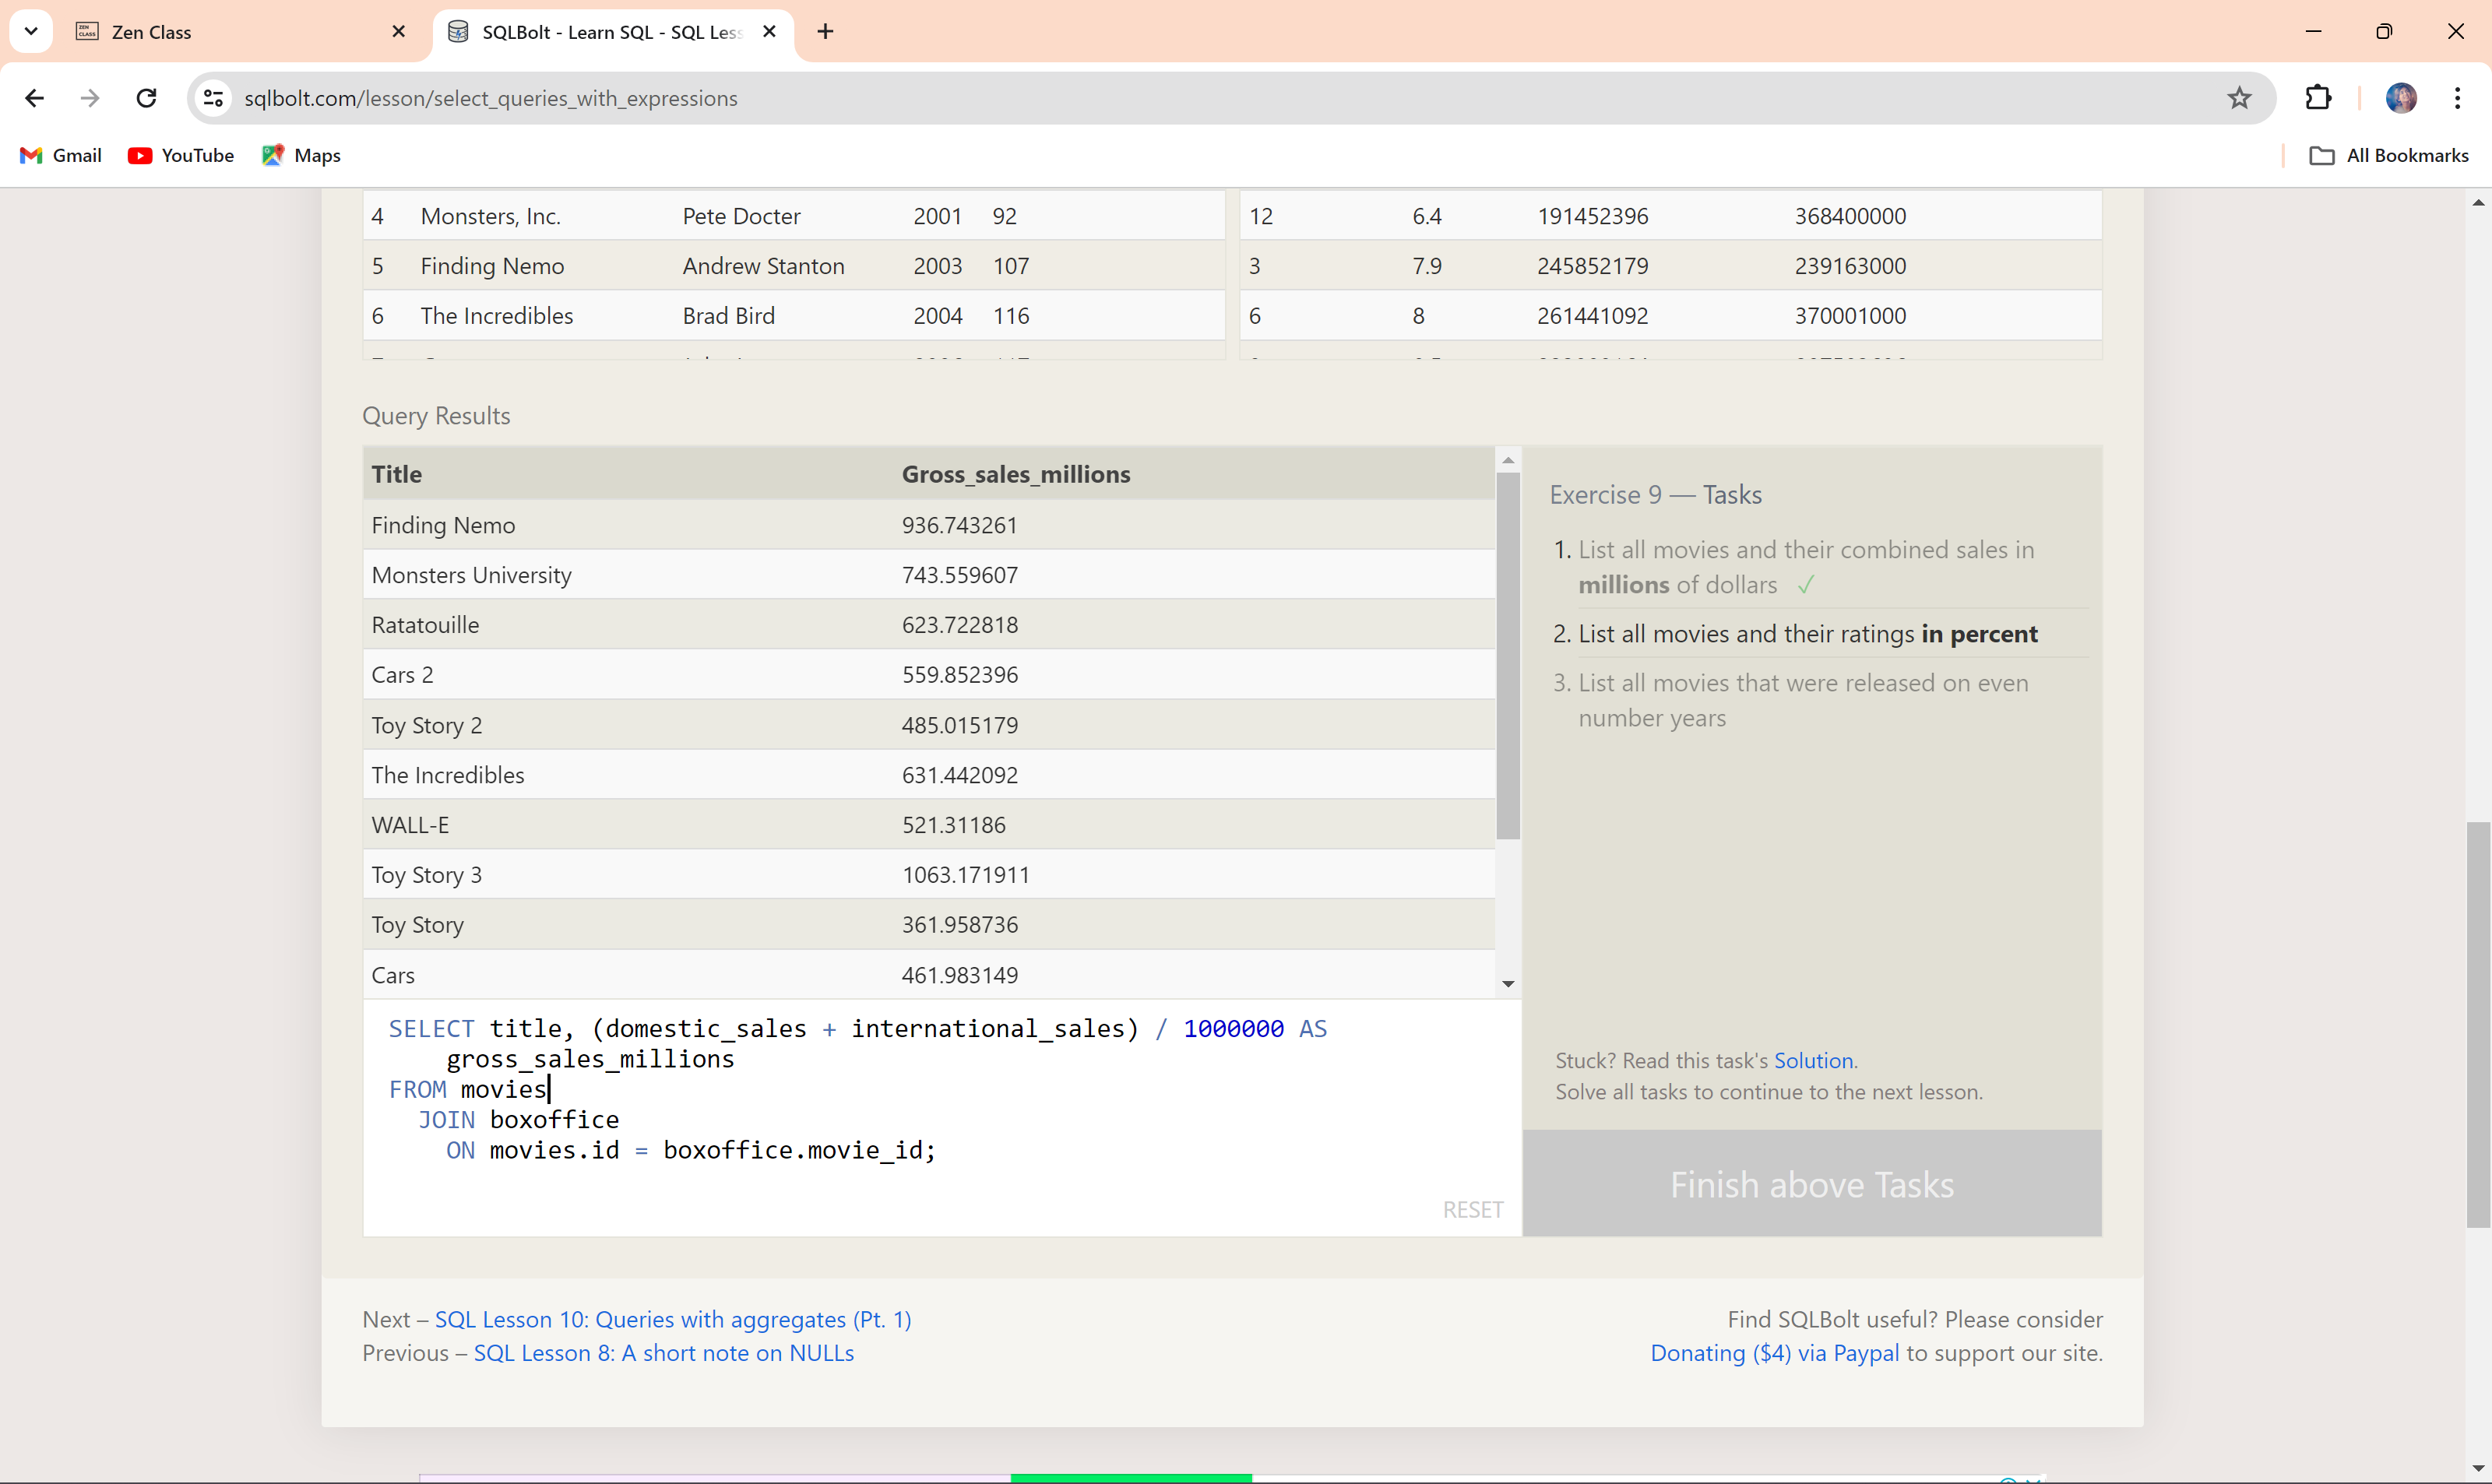 Zen Class
SQLBolt - Learn SQL - SQL Les
sqlbolt.com/lesson/select_queries_with_expressions
Gmail YouTube Maps All Bookmarks
4 Monsters, Inc. Pete Docter 2001 92 12 6.4 191452396 368400000
5 Finding Nemo Andrew Stanton 2003 107 3 7.9 245852179 239163000
6 The Incredibles Brad Bird 2004 116 6 8 261441092 370001000
Query Results
Title Gross_sales_millions
Finding Nemo 936.743261
Monsters University 743.559607
Ratatouille 623.722818
Cars 2 559.852396
Toy Story 2 485.015179
The Incredibles 631.442092
WALL-E 521.31186
Toy Story 3 1063.171911
Toy Story 361.958736
Cars 461.983149
Exercise 9 — Tasks
1. List all movies and their combined sales in
millions of dollars ✓
2. List all movies and their ratings in percent
3. List all movies that were released on even
number years
Stuck? Read this task's Solution.
Solve all tasks to continue to the next lesson.
Finish above Tasks
SELECT title, (domestic_sales + international_sales) / 1000000 AS
gross_sales_millions
FROM movies
JOIN boxoffice
ON movies.id = boxoffice.movie_id;
RESET
Next – SQL Lesson 10: Queries with aggregates (Pt. 1)
Previous – SQL Lesson 8: A short note on NULLs
Find SQLBolt useful? Please consider
Donating ($4) via Paypal to support our site.